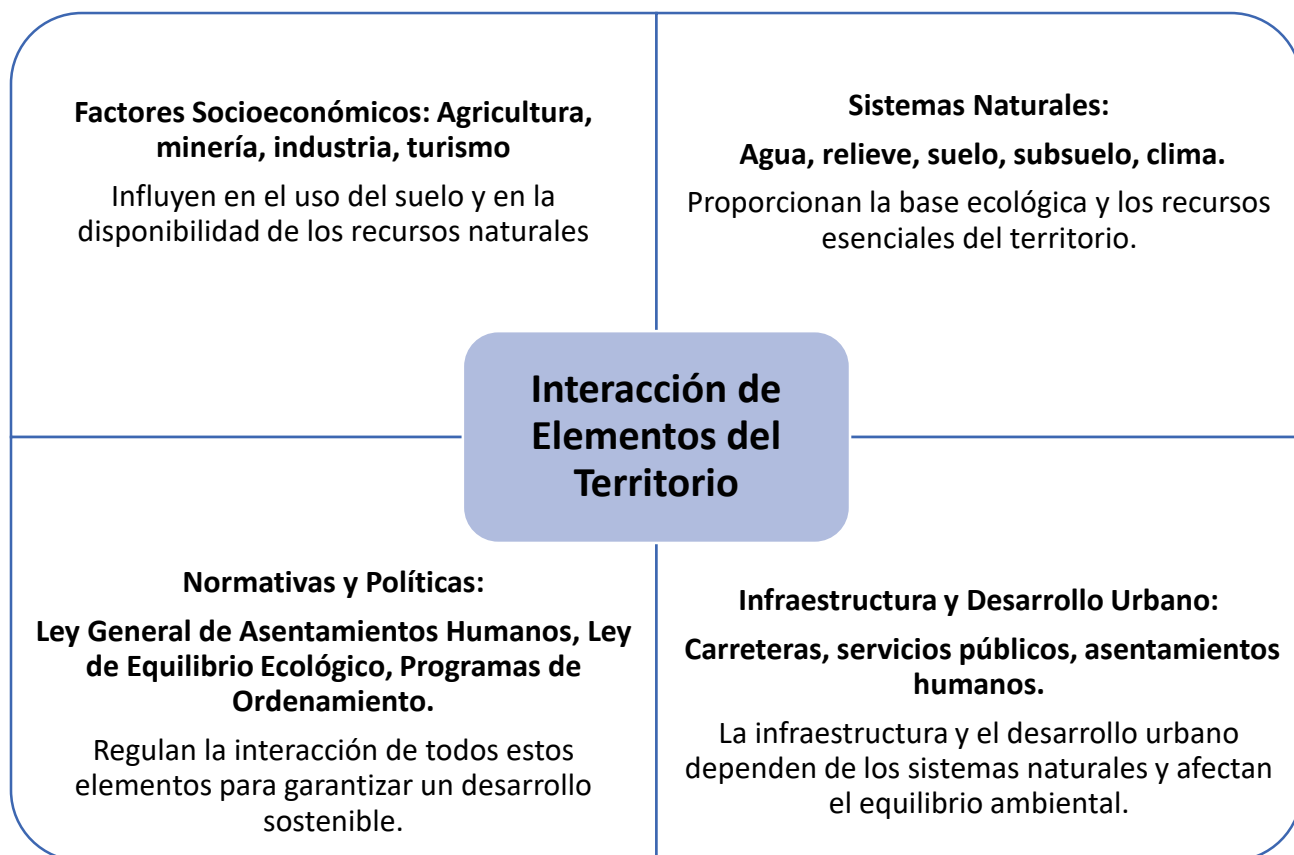 Factores Socioeconómicos: Agricultura,
minería, industria, turismo
Influyen en el uso del suelo y en la
disponibilidad de los recursos naturales
Sistemas Naturales:
Agua, relieve, suelo, subsuelo, clima.
Proporcionan la base ecológica y los recursos
esenciales del territorio.
Interacción de
Elementos del
Territorio
Normativas y Políticas:
Ley General de Asentamientos Humanos, Ley
de Equilibrio Ecológico, Programas de
Ordenamiento.
Regulan la interacción de todos estos
elementos para garantizar un desarrollo
sostenible.
Infraestructura y Desarrollo Urbano:
Carreteras, servicios públicos, asentamientos
humanos.
La infraestructura y el desarrollo urbano
dependen de los sistemas naturales y afectan
el equilibrio ambiental.